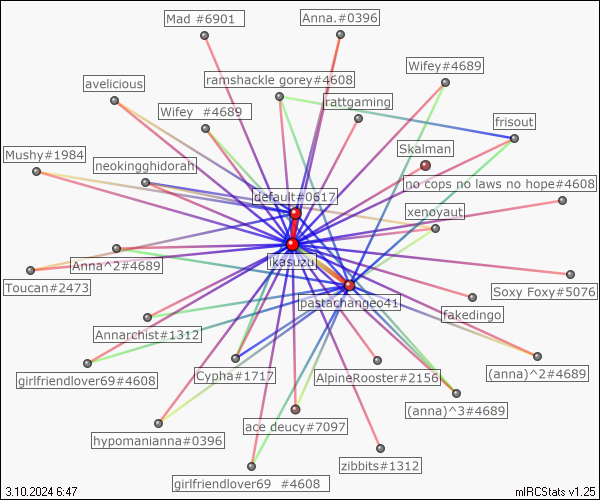 Mad #6901
Anna.#0396
Wifey#4689
ramshackle gorey#4608
avelicious
rattgaming
Wifey  #4689
frisout
Skalman
Mushy#1984
neokingghidorah
no cops no laws no hope#4608
default#0617
xenoyaut
ikasuzu
Anna^2#4689
Toucan#2473
Soxy Foxy#5076
pastachangeo41
fakedingo
Annarchist#1312
girlfriendlover69#4608
Cypha#1717
AlpineRooster#2156
(anna)^2#4689
(anna)^3#4689
ace deucy#7097
hypomanianna#0396
zibbits#1312
girlfriendlover69  #4608
3.10.2024 6:47
mIRCStats v1.25